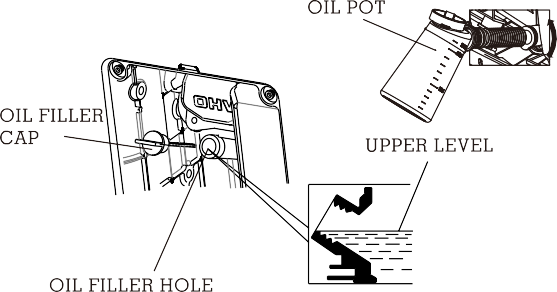 OIL POT
OHV
OIL FILLER
CAP
UPPER LEVEL
OIL FILLER HOLE